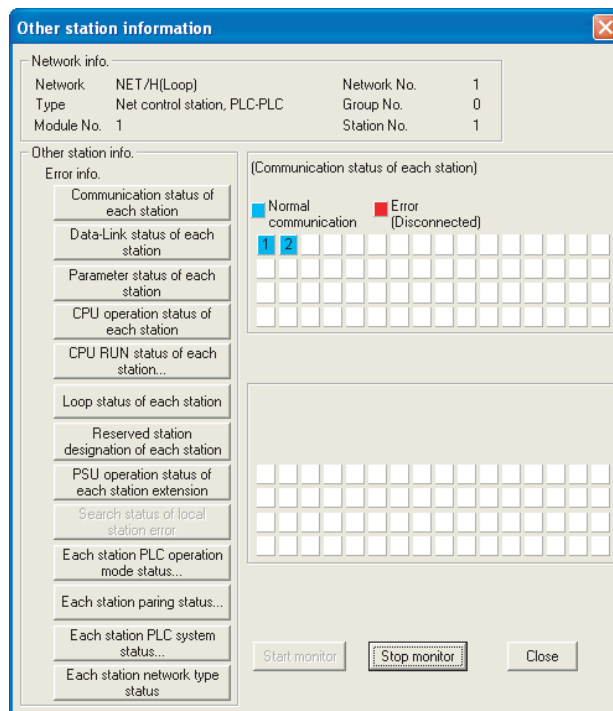 Other station information
Network info.
Network NET/H(Loop) Network No. 1
Type Net control station, PLC-PLC Group No. 0
Module No. 1 Station No. 1
Other station info.
Error info.
Communication status of
each station
Data-Link status of each
station
Parameter status of each
station
CPU operation status of
each station
CPU RUN status of each
station...
Loop status of each station
Reserved station
designation of each station
PSU operation status of
each station extension
Search status of local
station error
Each station PLC operation
mode status...
Each station paring status...
Each station PLC system
status...
Each station network type
status
(Communication status of each station)
Normal
communication
Error
(Disconnected)
1 2
Start monitor Stop monitor Close